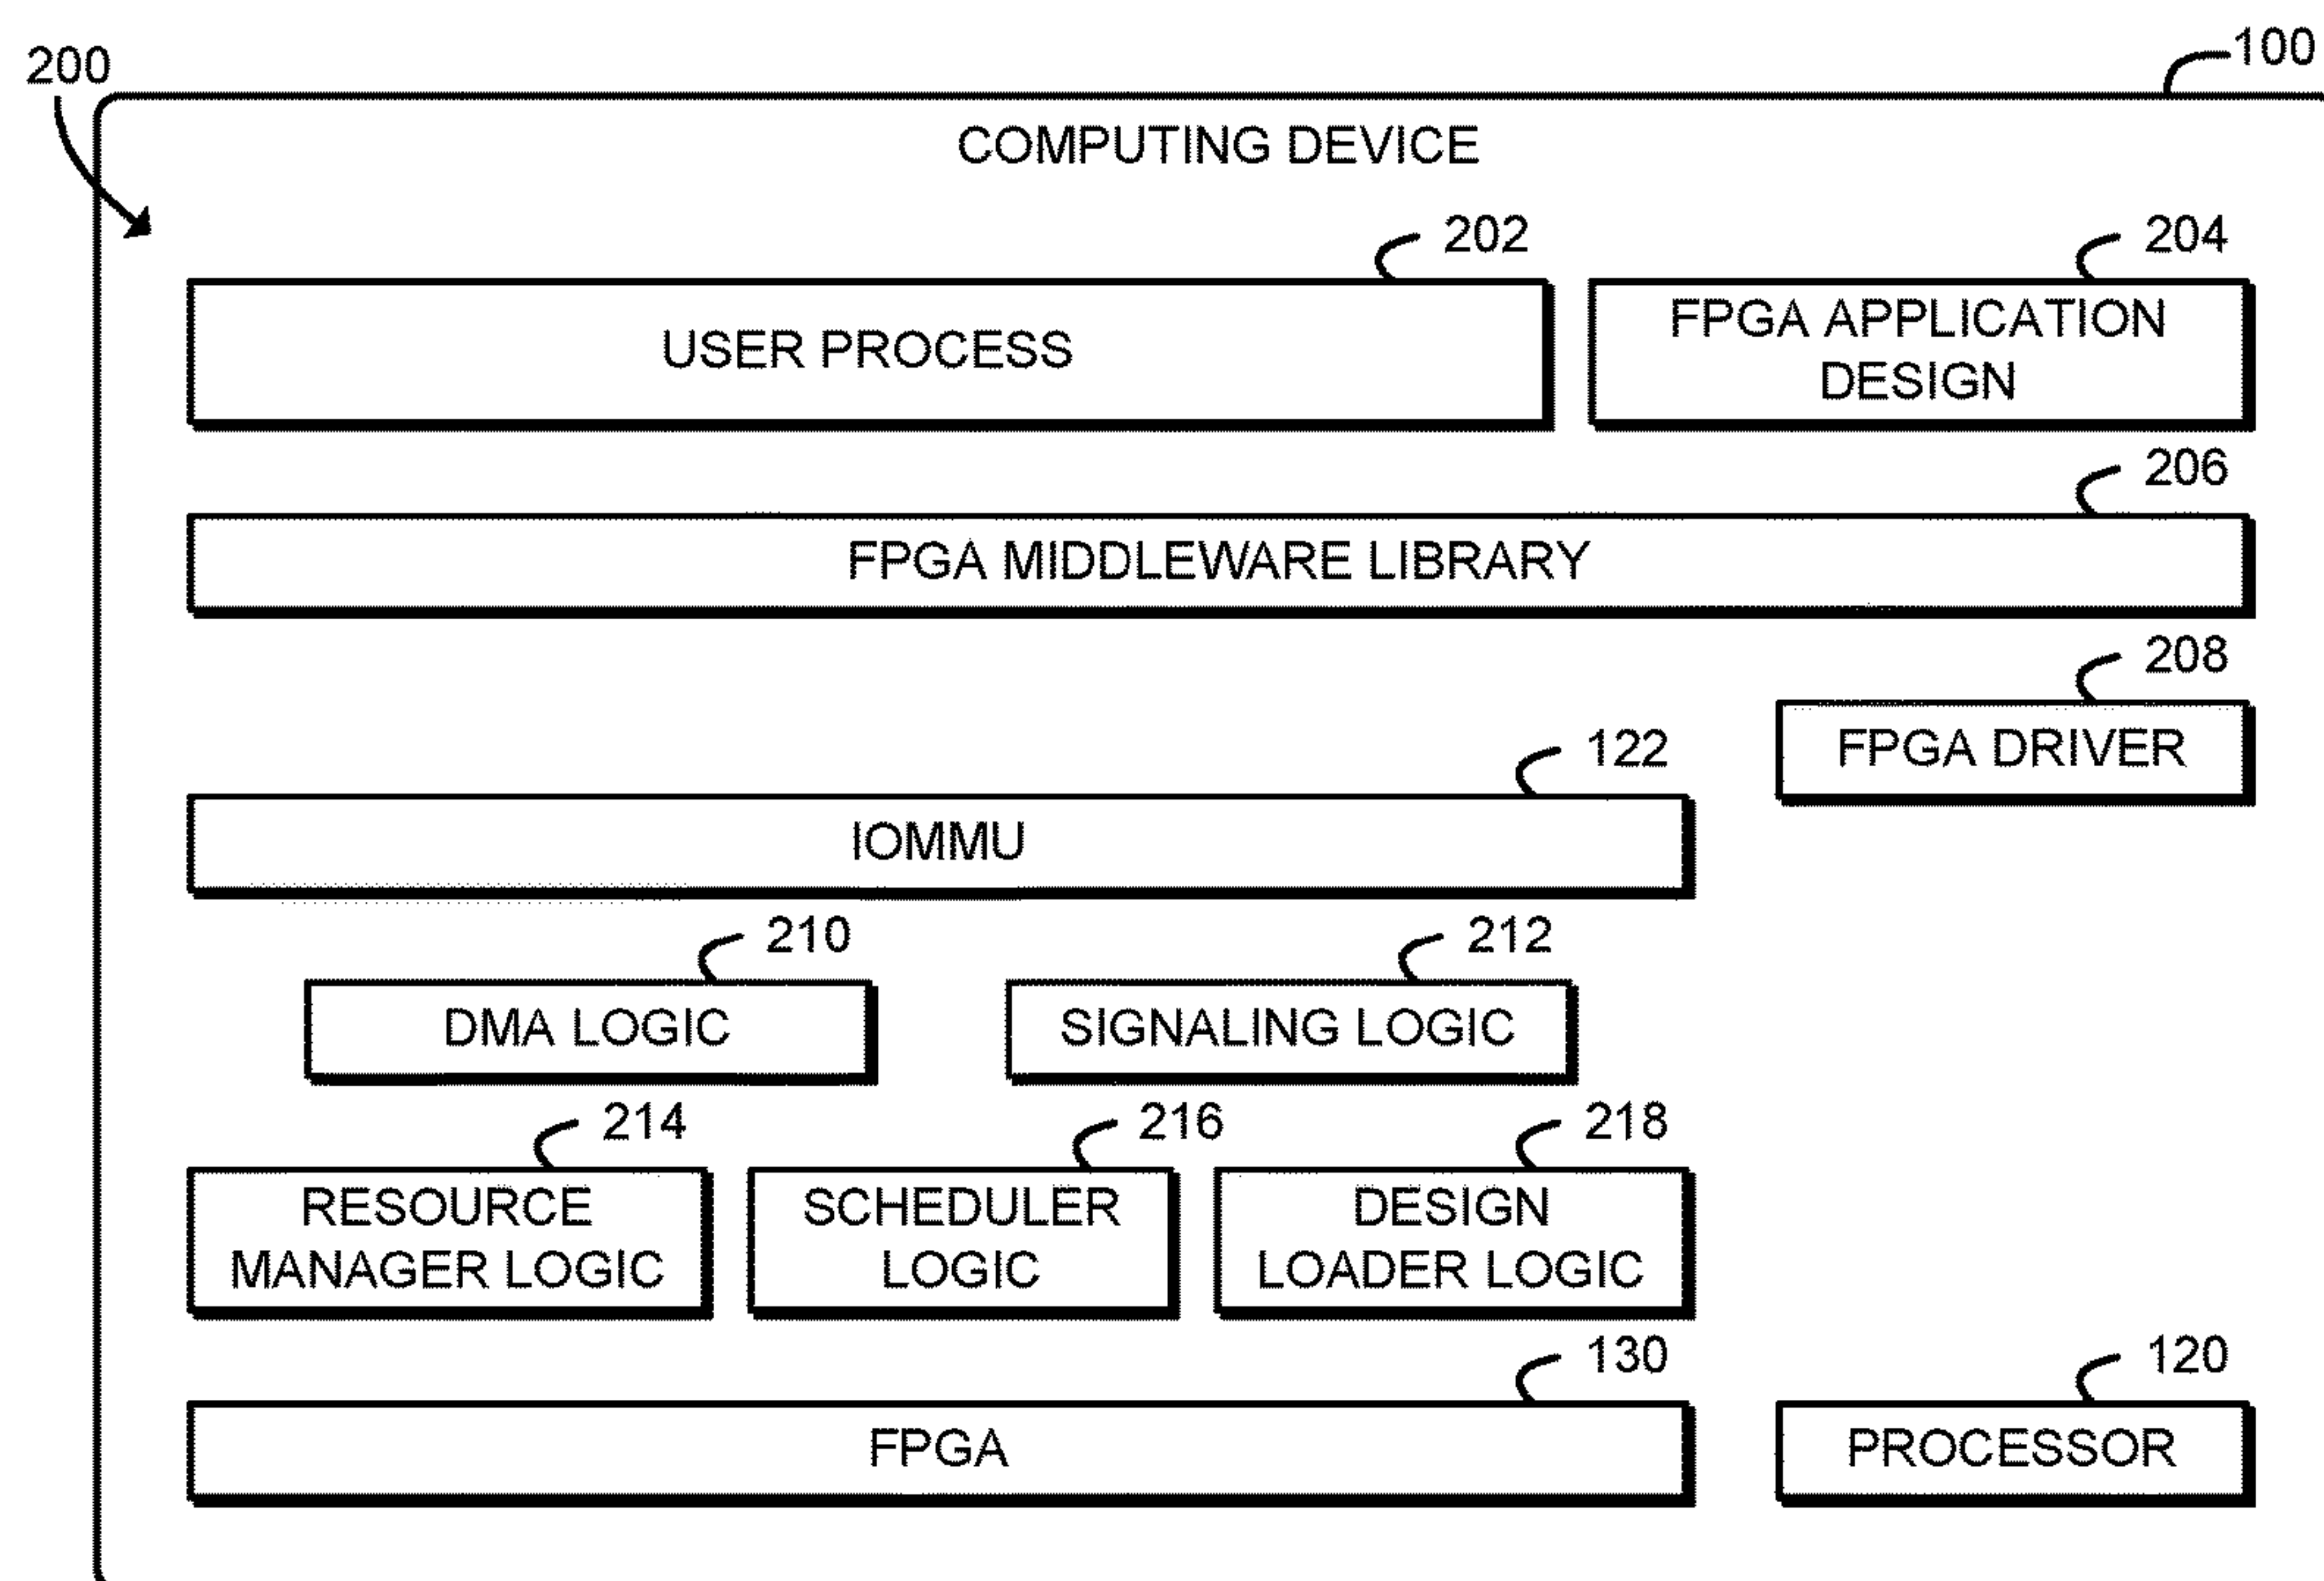 200
100
COMPUTING DEVICE
202
204
USER PROCESS
FPGA APPLICATION
DESIGN
206
FPGA MIDDLEWARE LIBRARY
208
FPGA DRIVER
122
IOMMU
210
212
DMA LOGIC
SIGNALING LOGIC
214
216
218
RESOURCE
MANAGER LOGIC
SCHEDULER
LOGIC
DESIGN
LOADER LOGIC
130
120
FPGA
PROCESSOR